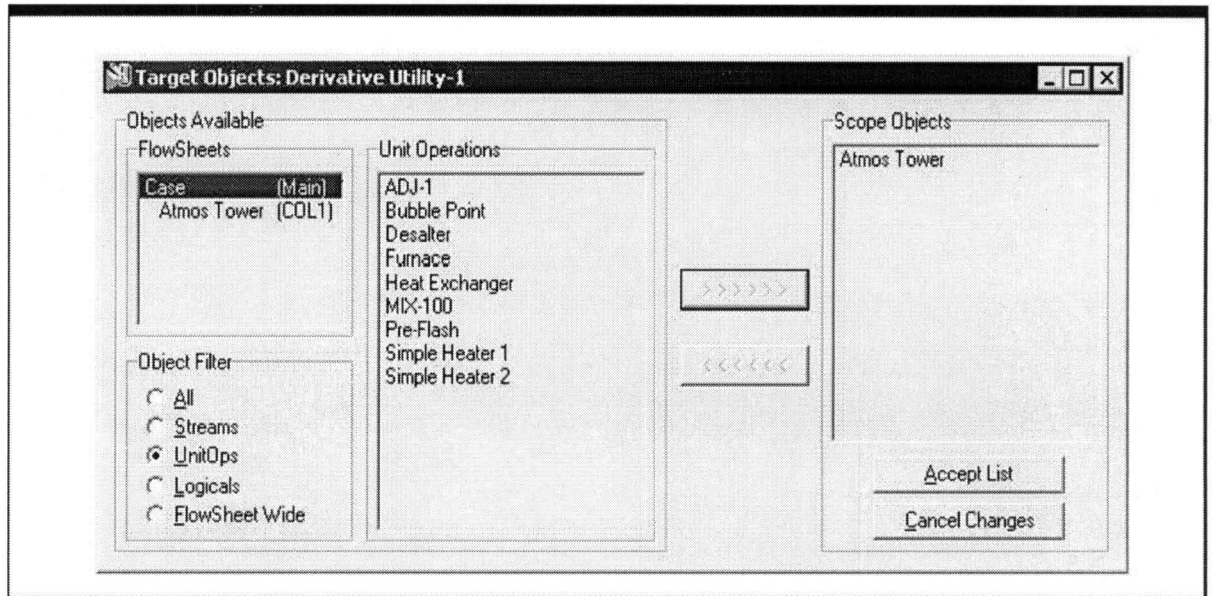 Target Objects: Derivative Utility-1
Objects Available
FlowSheets
Case (Main)
Atmos Tower (COL1)
Object Filter
All
Streams
UnitOps
Logicals
FlowSheet Wide
Unit Operations
ADJ-1
Bubble Point
Desalter
Furnace
Heat Exchanger
MIX-100
Pre-Flash
Simple Heater 1
Simple Heater 2
>>>>>>
<<<<<<
Scope Objects
Atmos Tower
Accept List
Cancel Changes